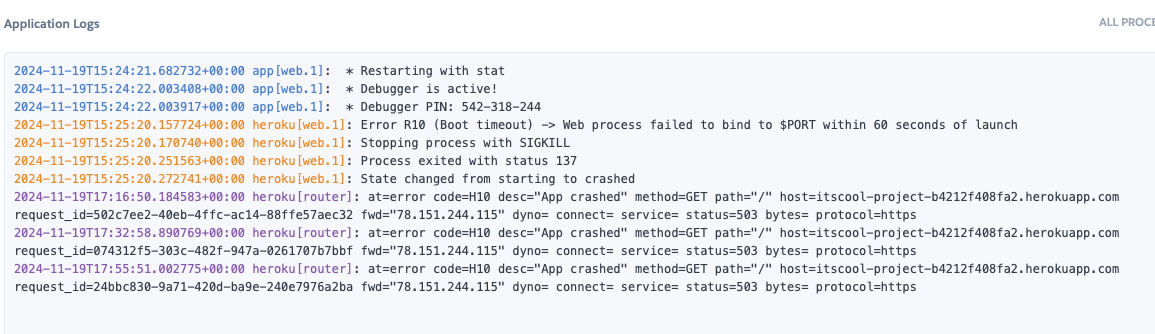 Application Logs
ALL PROCE
2024-11-19T15:24:21.682732+00:00 app[web.1]:  * Restarting with stat
2024-11-19T15:24:22.003408+00:00 app[web.1]:  * Debugger is active!
2024-11-19T15:24:22.003917+00:00 app[web.1]:  * Debugger PIN: 542-318-244
2024-11-19T15:25:20.157724+00:00 heroku[web.1]: Error R10 (Boot timeout) -> Web process failed to bind to $PORT within 60 seconds of launch
2024-11-19T15:25:20.170740+00:00 heroku[web.1]: Stopping process with SIGKILL
2024-11-19T15:25:20.251563+00:00 heroku[web.1]: Process exited with status 137
2024-11-19T15:25:20.272741+00:00 heroku[web.1]: State changed from starting to crashed
2024-11-19T17:16:50.184583+00:00 heroku[router]: at=error code=H10 desc="App crashed" method=GET path="/" host=itscool-project-b4212f408fa2.herokuapp.com
request_id=502c7ee2-40eb-4ffc-ac14-88ffe57aec32 fwd="78.151.244.115" dyno= connect= service= status=503 bytes= protocol=https
2024-11-19T17:32:58.890769+00:00 heroku[router]: at=error code=H10 desc="App crashed" method=GET path="/" host=itscool-project-b4212f408fa2.herokuapp.com
request_id=074312f5-303c-482f-947a-0261707b7bbf fwd="78.151.244.115" dyno= connect= service= status=503 bytes= protocol=https
2024-11-19T17:55:51.002775+00:00 heroku[router]: at=error code=H10 desc="App crashed" method=GET path="/" host=itscool-project-b4212f408fa2.herokuapp.com
request_id=24bbc830-9a71-420d-ba9e-240e7976a2ba fwd="78.151.244.115" dyno= connect= service= status=503 bytes= protocol=https